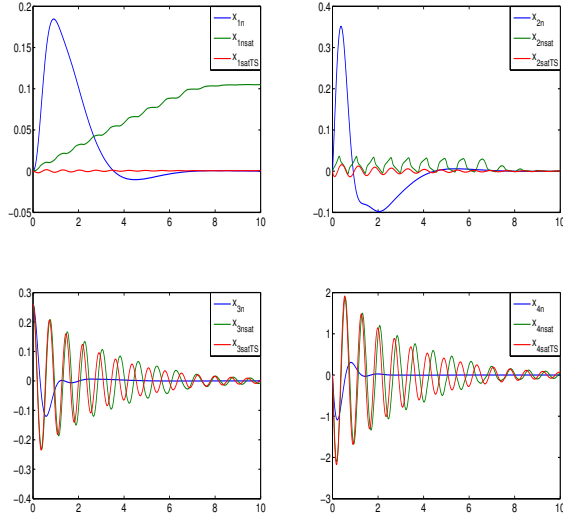 0.2
0.15
0.1
0.05
0
−0.05
0 2 4 6 8 10
X1n
X1nsat
X1satTS
0.4
0.3
0.2
0.1
0
−0.1
0 2 4 6 8 10
X2n
X2nsat
X2satTS
0.3
0.2
0.1
0
−0.1
−0.2
−0.3
−0.4
0 2 4 6 8 10
X3n
X3nsat
X3satTS
2
1
0
−1
−2
−3
0 2 4 6 8 10
X4n
X4nsat
X4satTS